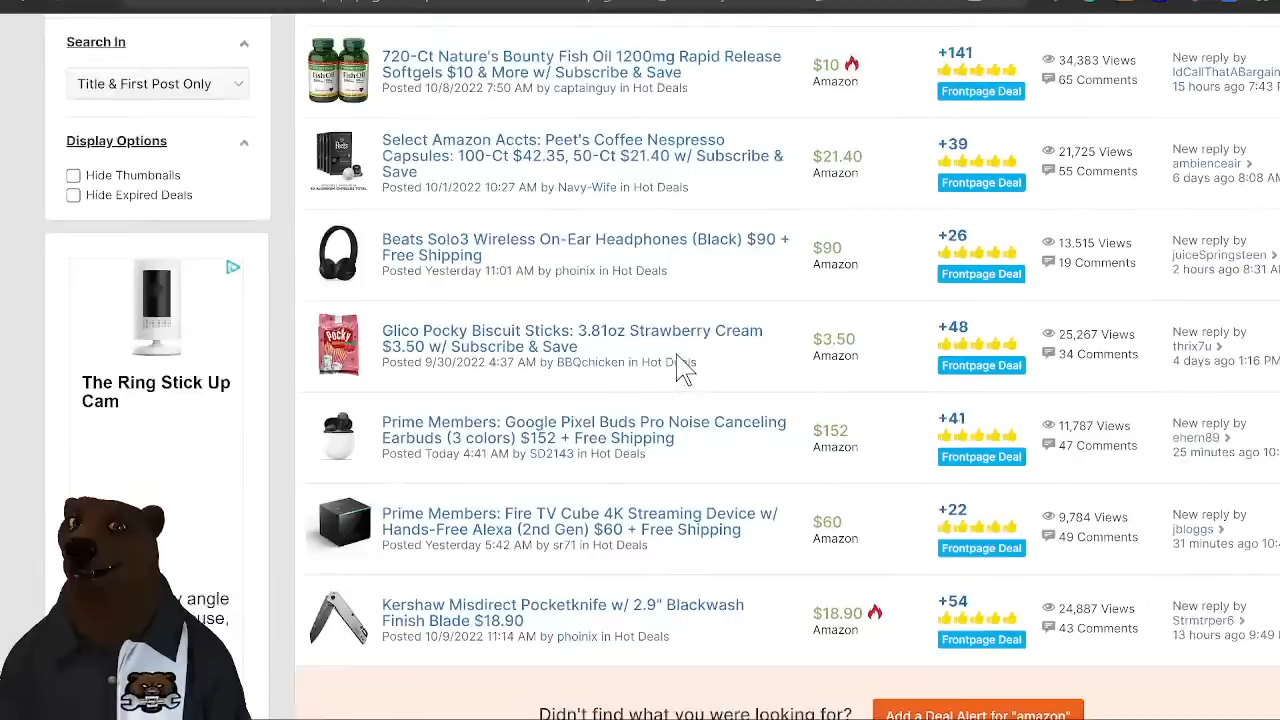 Search In
Title & First Post Only
Display Options
Hide Thumbnails
Hide Expired Deals
The Ring Stick Up
Cam
y angle
use,
720-Ct Nature's Bounty Fish Oil 1200mg Rapid Release
Softgels $10 & More w/ Subscribe & Save
Posted 10/8/2022 7:50 AM by captainguy in Hot Deals
$10
Amazon
+141
Frontpage Deal
34,383 Views
65 Comments
New reply by
IdCallThatABargain
15 hours ago 7:43 P
Select Amazon Accts: Peet's Coffee Nespresso
Capsules: 100-Ct $42.35, 50-Ct $21.40 w/ Subscribe &
Save
Posted 10/1/2022 10:27 AM by Navy-Wife in Hot Deals
$21.40
Amazon
+39
Frontpage Deal
21,725 Views
55 Comments
New reply by
ambienceair
6 days ago 8:08 A
Beats Solo3 Wireless On-Ear Headphones (Black) $90 +
Free Shipping
Posted Yesterday 11:01 AM by phoinix in Hot Deals
$90
Amazon
+26
Frontpage Deal
13,515 Views
19 Comments
New reply by
juiceSpringsteen
2 hours ago 8:31 A
POCKY
Glico Pocky Biscuit Sticks: 3.81oz Strawberry Cream
$3.50 w/ Subscribe & Save
Posted 9/30/2022 4:37 AM by BBQchicken in Hot Deals
$3.50
Amazon
+48
Frontpage Deal
25,267 Views
34 Comments
New reply by
thrix7u
4 days ago 1:16 PM
Prime Members: Google Pixel Buds Pro Noise Canceling
Earbuds (3 colors) $152 + Free Shipping
Posted Today 4:41 AM by SD2143 in Hot Deals
$152
Amazon
+41
Frontpage Deal
11,787 Views
47 Comments
New reply by
ehern89
25 minutes ago 10:
Prime Members: Fire TV Cube 4K Streaming Device w/
Hands-Free Alexa (2nd Gen) $60 + Free Shipping
Posted Yesterday 5:42 AM by sr71 in Hot Deals
$60
Amazon
+22
Frontpage Deal
9,784 Views
49 Comments
New reply by
jbloggs
31 minutes ago 10:
Kershaw Misdirect Pocketknife w/ 2.9" Blackwash
Finish Blade $18.90
Posted 10/9/2022 11:14 AM by phoinix in Hot Deals
$18.90
Amazon
+54
Frontpage Deal
24,887 Views
43 Comments
New reply by
Strmtrper6
13 hours ago 9:49
Didn't find what you were looking for?
Add a Deal Alert for "amazon"